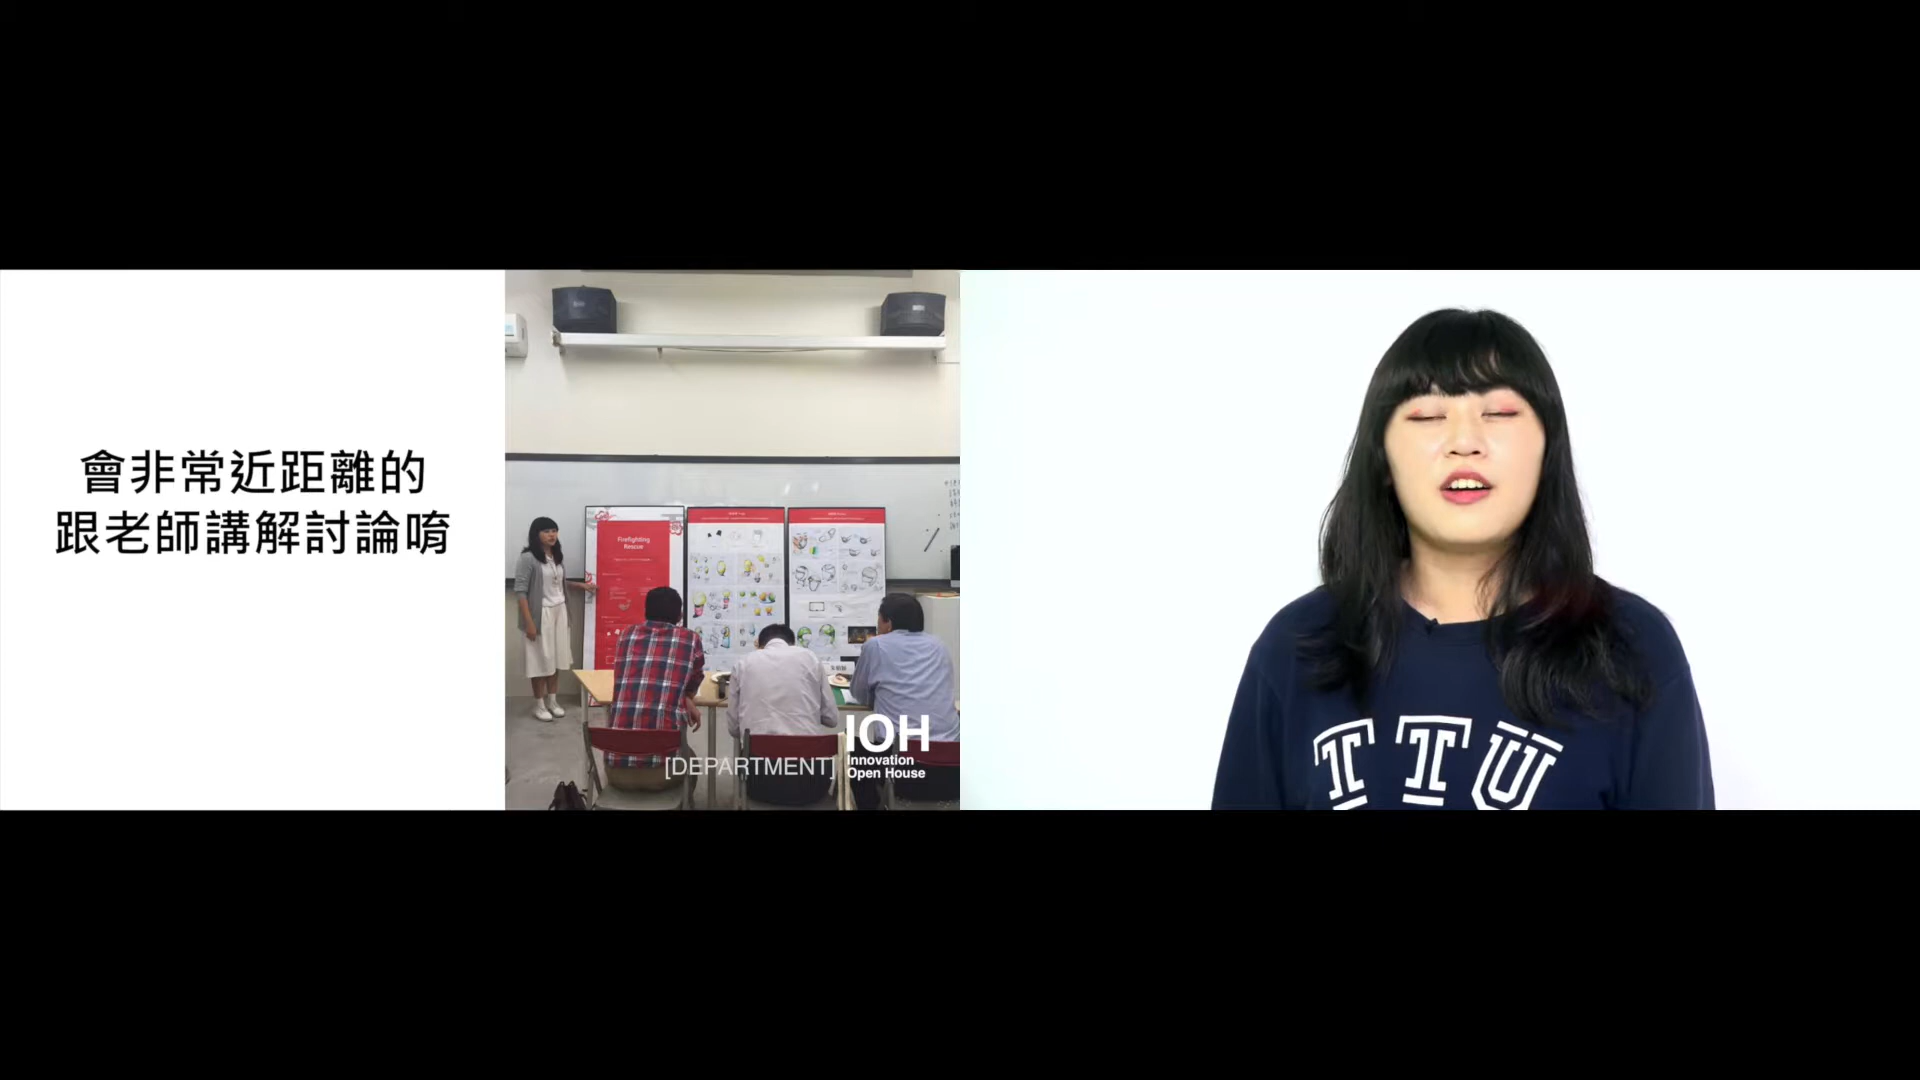 會非常近距離的
跟老師講解討論唷
Firefighting
Rescue
[DEPARTMENT]
IOH
Innovation
Open House
TTU